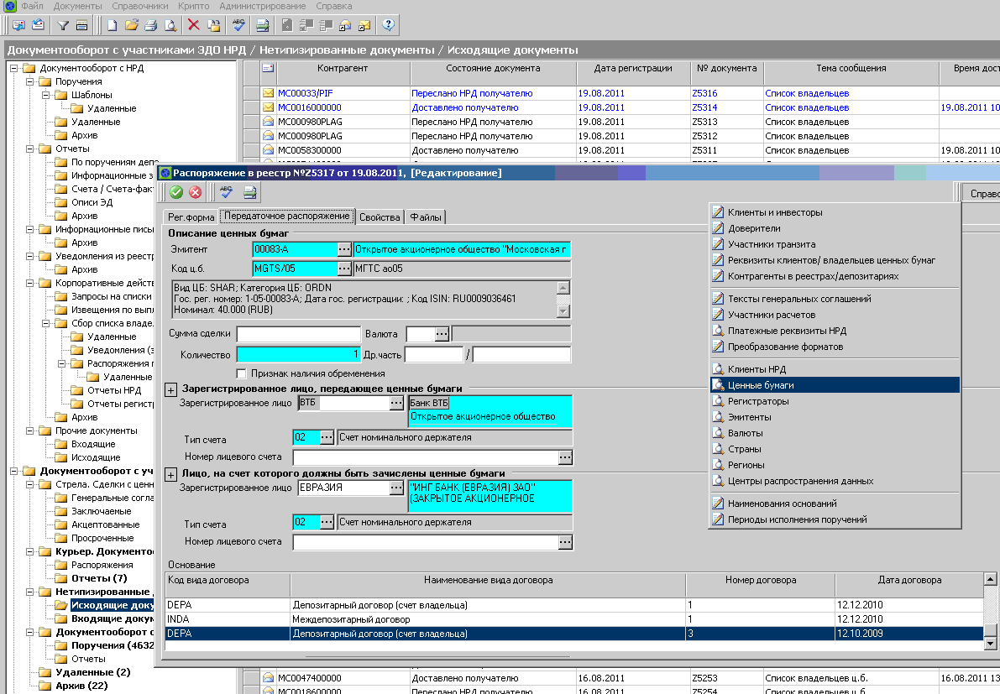 Файл Документы Справочники Крипто Администрирование Справка
Документооборот с участниками ЭДО НРД / Нетипизированные документы / Исходящие документы
Документооборот с НРД
Поручения
Шаблоны
Удаленные
Удаленные
Архив
Отчеты
По поручениям депо
Информационные з
Счета / Счета-фак
Описи ЭД
Архив
Информационные пись
Архив
Уведомления из реестр
Архив
Корпоративные действ
Запросы на списки
Извещения по выпл
Сбор списка владе.
Удаленные
Уведомления (з
Распоряжения г
Удаленные
Отчеты НРД
Отчеты регистр
Архив
Прочие документы
Входящие
Исходящие
Документооборот с уч
Стрела. Сделки с ценн
Генеральные согла
Заключаемые
Акцептованные
Просроченные
Курьер. Документо
Распоряжения
Отчеты (7)
Нетипизированные
Исходящие доку
Входящие докум
Документооборот с
Поручения (4632
Отчеты
Удаленные (2)
Архив (22)
Контрагент Состояние документа Дата регистрации № документа Тема сообщения Время дост
MC00033/PIF Переслано НРД получателю 19.08.2011 Z5316 Список владельцев
MC0016000000 Доставлено получателю 19.08.2011 Z5314 Список владельцев 19.08.2011 10
MC000980PLAG Переслано НРД получателю 19.08.2011 Z5313 Список владельцев
MC000980PLAG Переслано НРД получателю 19.08.2011 Z5312 Список владельцев
MC0058300000 Доставлено получателю 19.08.2011 Z5311 Список владельцев 19.08.2011 10
Распоряжение в реестр №Z5317 от 19.08.2011, [Редактирование]
Справо
Рег.форма Передаточное распоряжение Свойства Файлы
Описание ценных бумаг
Эмитент 00083-А ... Открытое акционерное общество "Московская г
Код ц.б. MGTS/05 ... МГТС ао05
Вид ЦБ: SHAR; Категория ЦБ: ORDN
Гос. рег. номер: 1-05-00083-A; Дата гос. регистрации: ; Код ISIN: RU0009036461
Номинал: 40.000 (RUB)
Сумма сделки Валюта ...
Количество 1 Др.часть /
Признак наличия обременения
Зарегистрированное лицо, передающее ценные бумаги
Зарегистрированное лицо ВТБ ... Банк ВТБ
Открытое акционерное общество
Тип счета 02 ... Счет номинального держателя
Номер лицевого счета ...
Лицо, на счет которого должны быть зачислены ценные бумаги
Зарегистрированное лицо ЕВРАЗИЯ ... "ИНГ БАНК (ЕВРАЗИЯ) ЗАО"
(ЗАКРЫТОЕ АКЦИОНЕРНОЕ
Тип счета 02 ... Счет номинального держателя
Номер лицевого счета ...
Основание
Код вида договора Наименование вида договора Номер договора Дата договора
DEPA Депозитарный договор (счет владельца) 1 12.12.2010
INDA Междепозитарный договор 1 12.12.2010
DEPA Депозитарный договор (счет владельца) 3 12.10.2009
Клиенты и инвесторы
Доверители
Участники транзита
Реквизиты клиентов/ владельцев ценных бумаг
Контрагенты в реестрах/депозитариях
Тексты генеральных соглашений
Участники расчетов
Платежные реквизиты НРД
Преобразование форматов
Клиенты НРД
Ценные бумаги
Регистраторы
Эмитенты
Валюты
Страны
Регионы
Центры распространения данных
Наименования оснований
Периоды исполнения поручений
MC0047400000 Доставлено получателю 16.08.2011 Z5253 Список владельцев ц.б. 16.08.2011 13
MC0018600000 Переслано НРД получателю 16.08.2011 Z5254 Список владельцев ц.б.